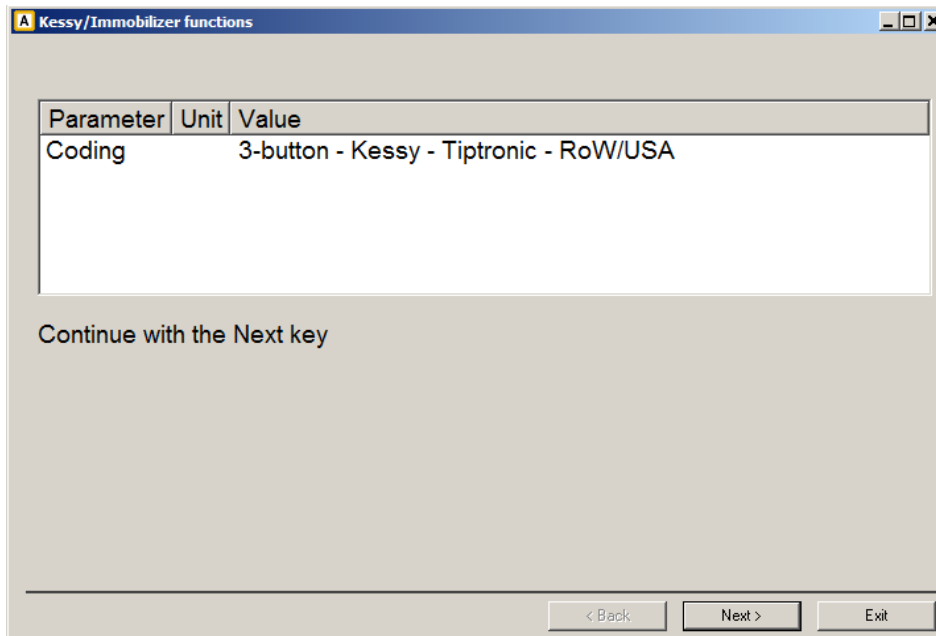 A Kessy/Immobilizer functions
Parameter Unit Value
Coding 3-button - Kessy - Tiptronic - RoW/USA
Continue with the Next key
< Back Next > Exit